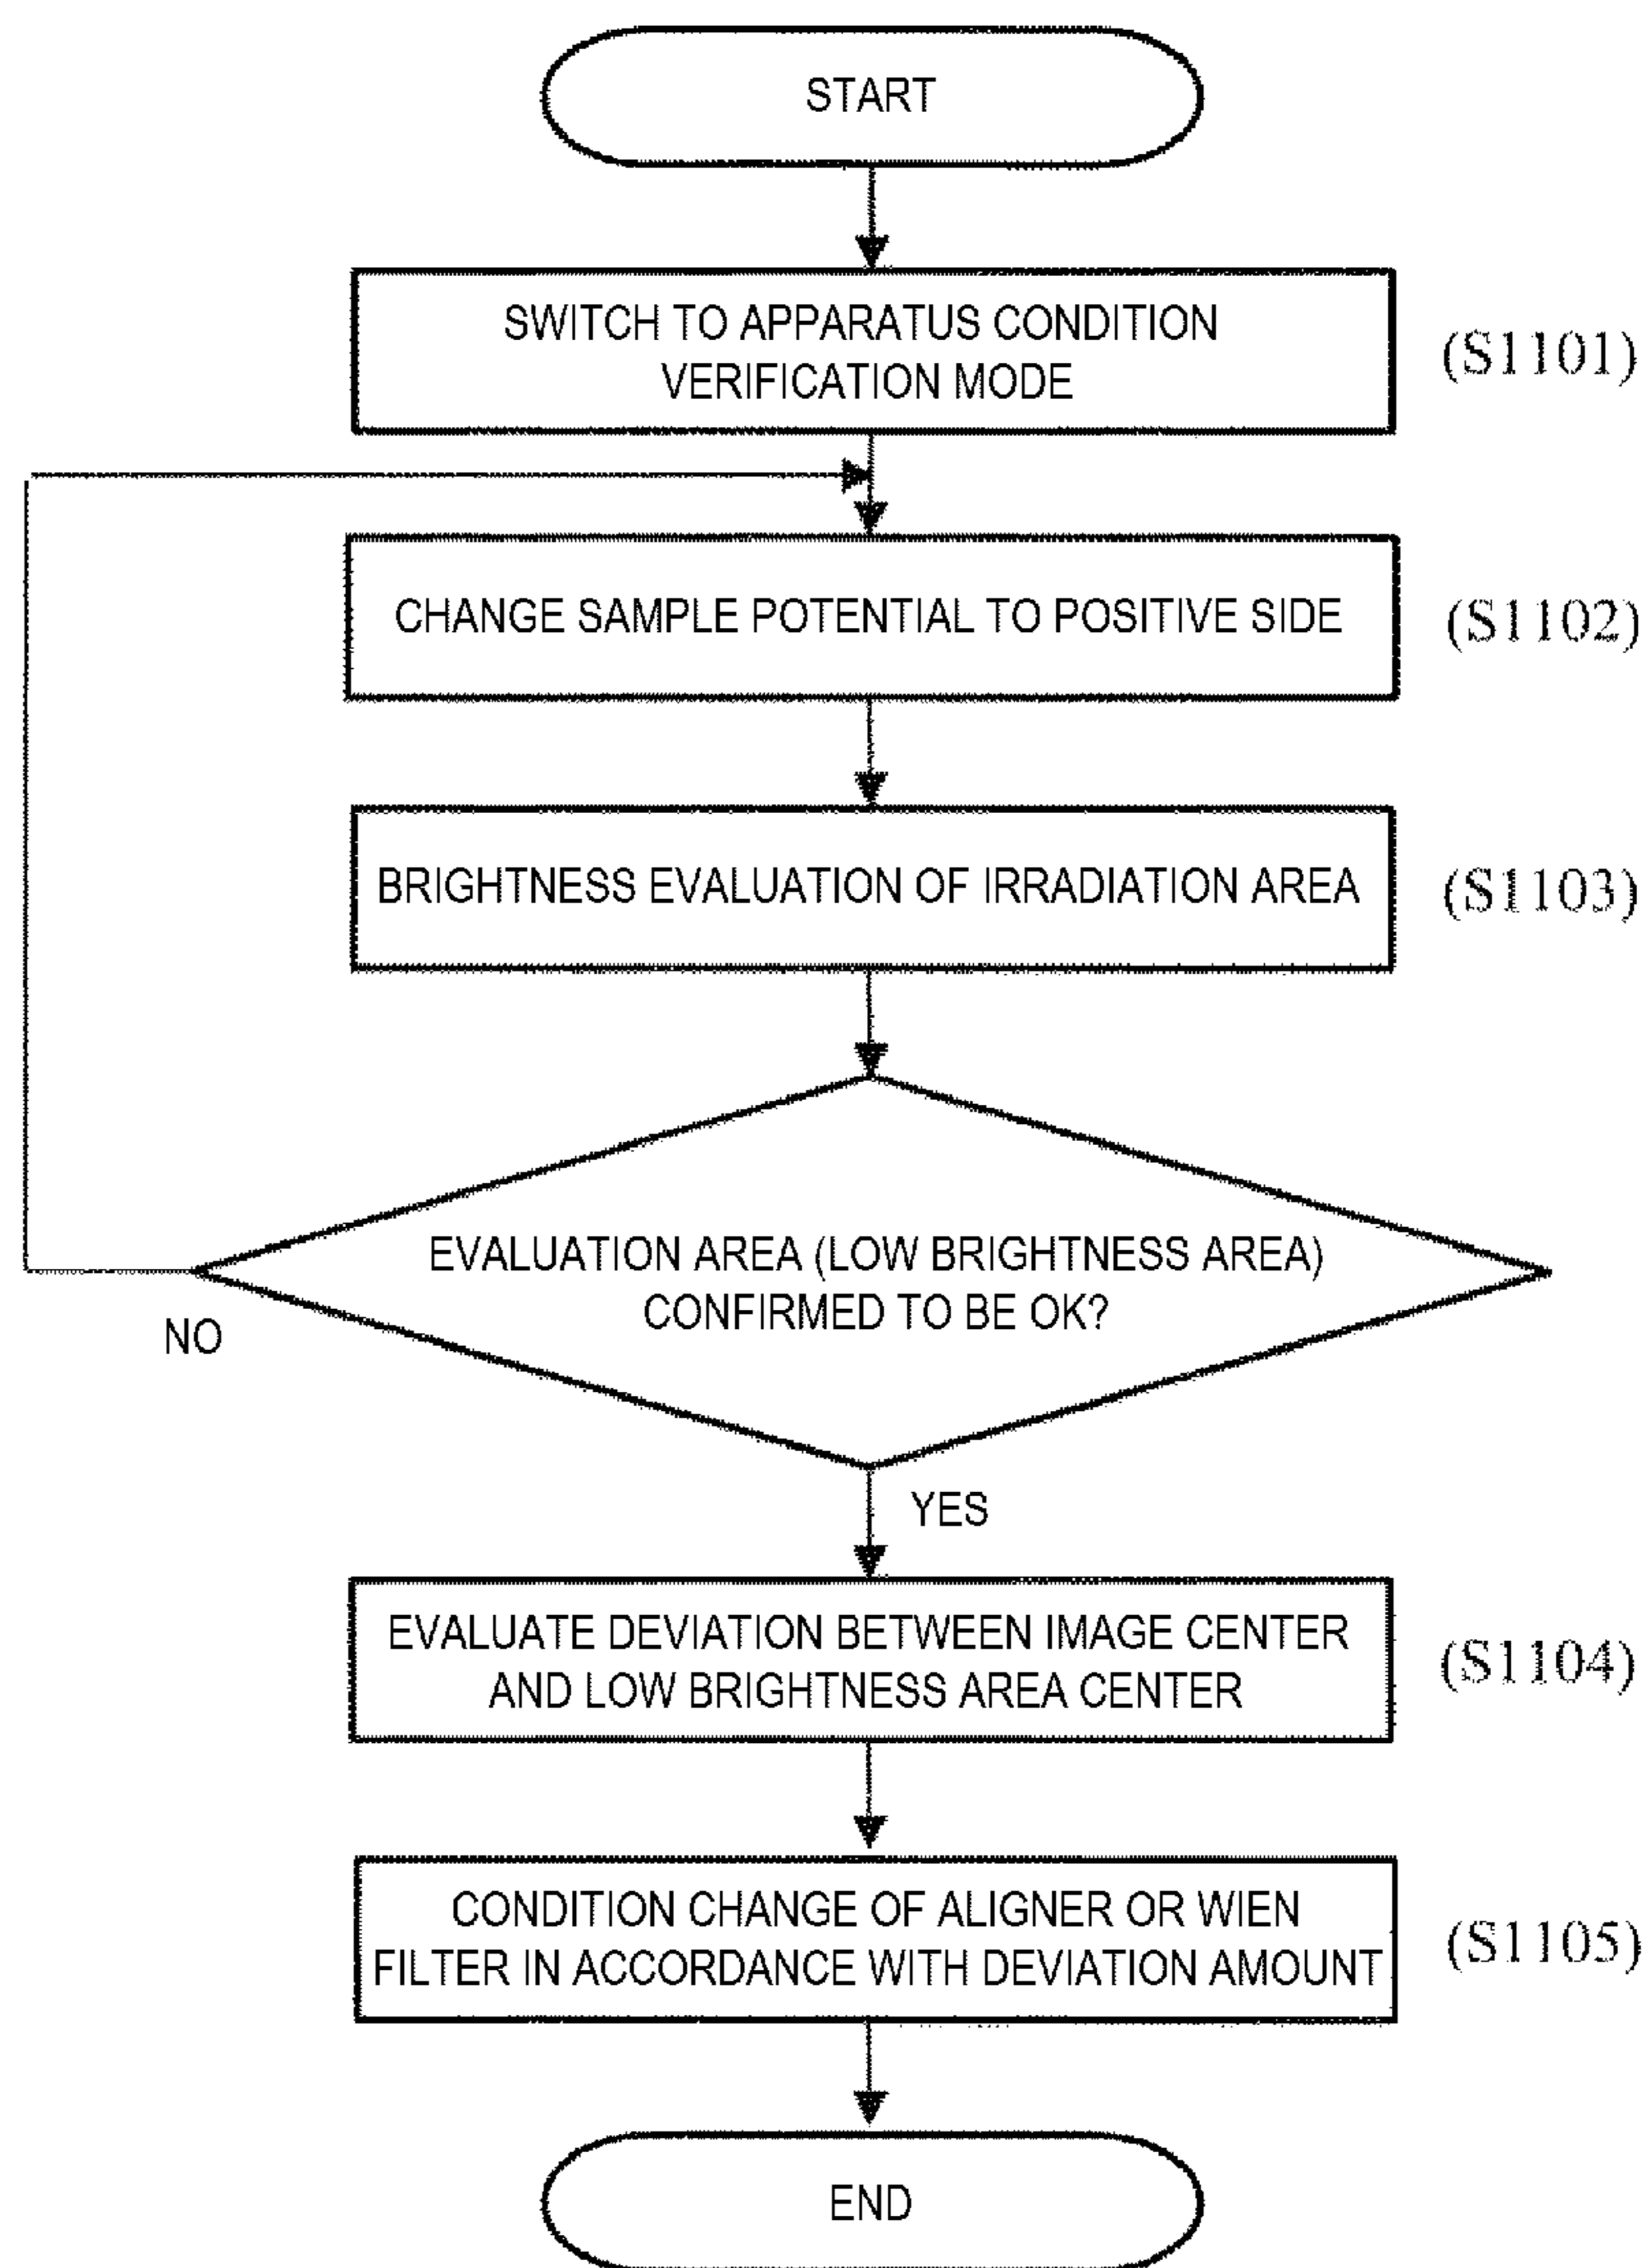 START
SWITCH TO APPARATUS CONDITION
VERIFICATION MODE
(S1101)
CHANGE SAMPLE POTENTIAL TO POSITIVE SIDE
(S1102)
BRIGHTNESS EVALUATION OF IRRADIATION AREA
(S1103)
EVALUATION AREA (LOW BRIGHTNESS AREA)
CONFIRMED TO BE OK?
NO
YES
EVALUATE DEVIATION BETWEEN IMAGE CENTER
AND LOW BRIGHTNESS AREA CENTER
(S1104)
CONDITION CHANGE OF ALIGNER OR WIEN
FILTER IN ACCORDANCE WITH DEVIATION AMOUNT
(S1105)
END